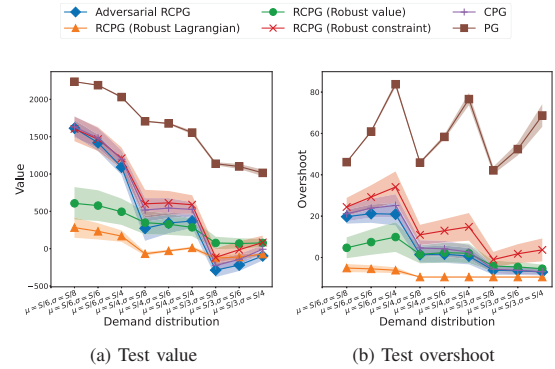 Adversarial RCPG
RCPG (Robust value)
CPG
RCPG (Robust Lagrangian)
RCPG (Robust constraint)
PG
Value
2000
1500
1000
500
0
−500
μ = S/6, σ = S/8
μ = S/6, σ = S/6
μ = S/6, σ = S/4
μ = S/4, σ = S/8
μ = S/4, σ = S/6
μ = S/4, σ = S/4
μ = S/3, σ = S/8
μ = S/3, σ = S/6
μ = S/3, σ = S/4
Demand distribution
(a) Test value
Overshoot
80
60
40
20
0
μ = S/6, σ = S/8
μ = S/6, σ = S/6
μ = S/6, σ = S/4
μ = S/4, σ = S/8
μ = S/4, σ = S/6
μ = S/4, σ = S/4
μ = S/3, σ = S/8
μ = S/3, σ = S/6
μ = S/3, σ = S/4
Demand distribution
(b) Test overshoot